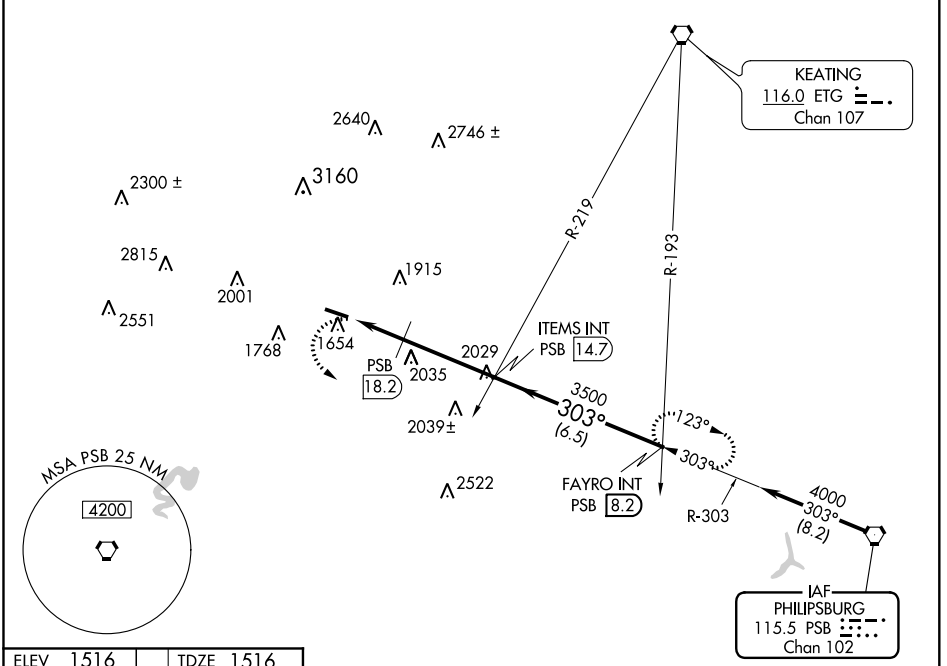 KEATING
116.0 ETG
Chan 107
2640
2746 ±
3160
2300 ±
R-219
R-193
2815
1915
2001
2551
ITEMS INT
PSB 14.7
1654
1768
PSB
18.2
2035
2029
3500
303°
(6.5)
2039±
123°
303°
MSA PSB 25 NM
4200
2522
FAYRO INT
PSB 8.2
R-303
4000
303°
(8.2)
IAF
PHILIPSBURG
115.5 PSB
Chan 102
ELEV 1516 TDZE 1516